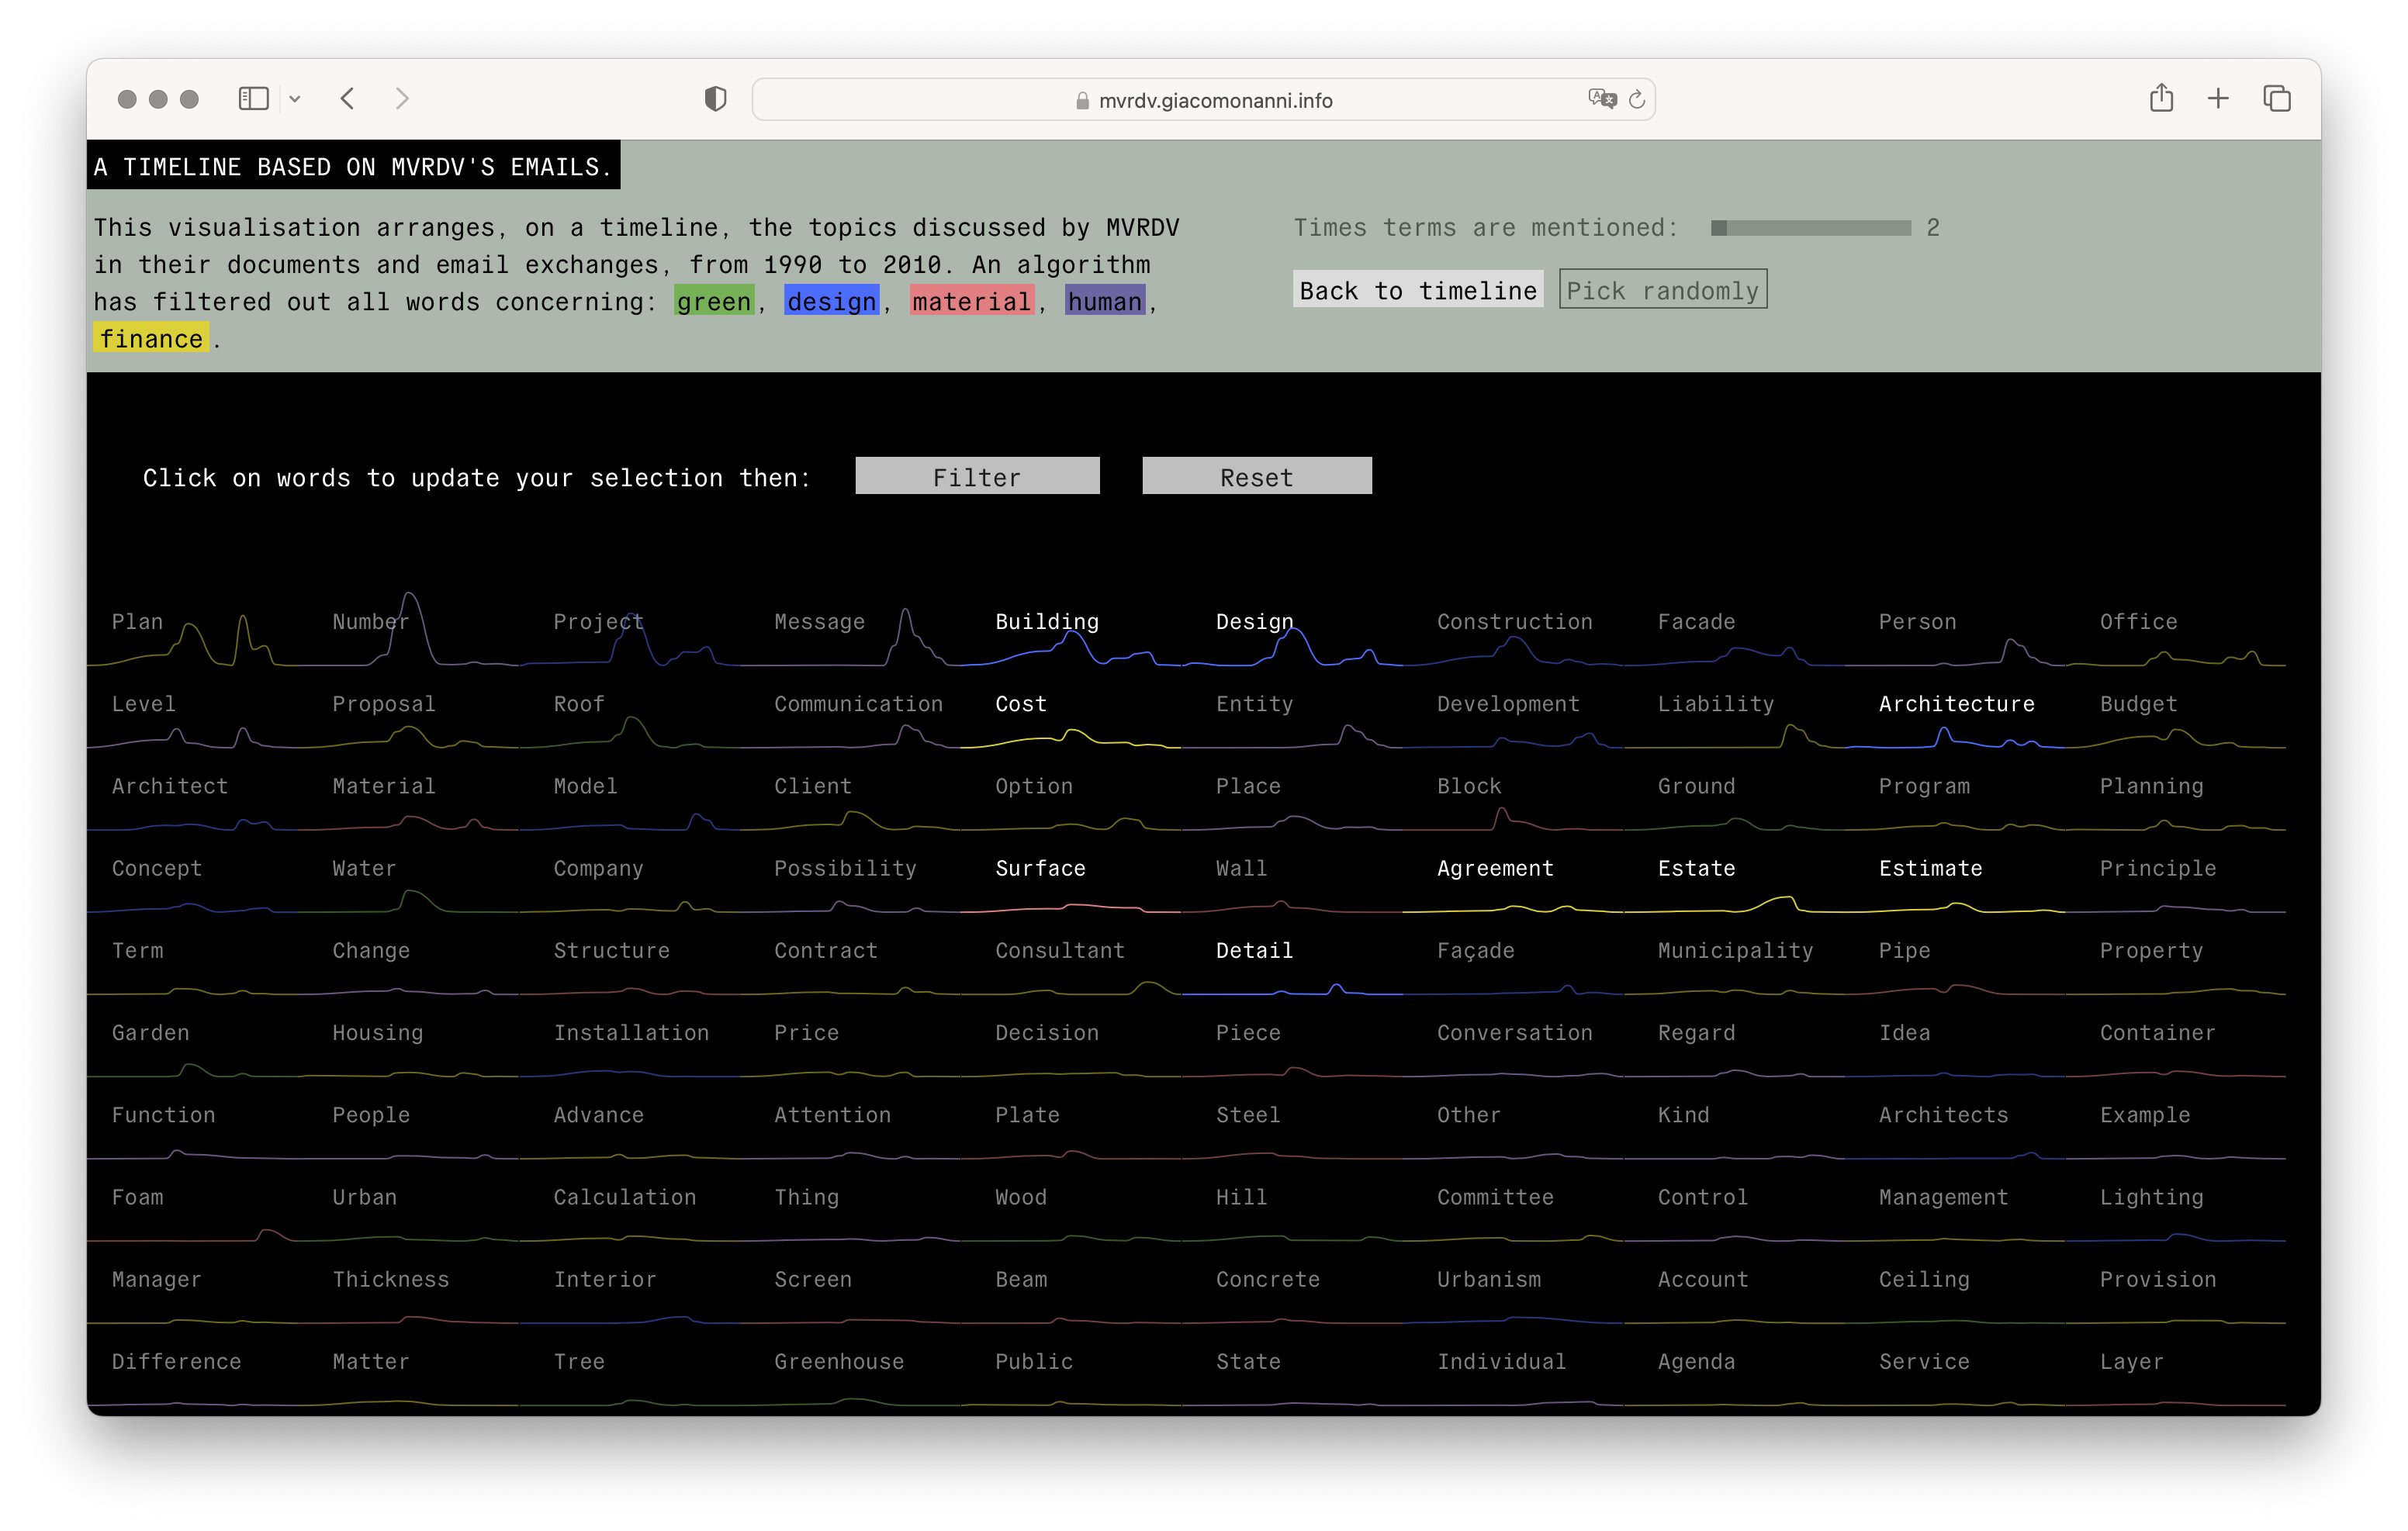 mvrdv.giacomonanni.info
A TIMELINE BASED ON MVRDV'S EMAILS.
This visualisation arranges, on a timeline, the topics discussed by MVRDV
in their documents and email exchanges, from 1990 to 2010. An algorithm
has filtered out all words concerning: green, design, material, human,
finance.
Times terms are mentioned: 2
Back to timeline Pick randomly
Click on words to update your selection then: Filter Reset
Plan Number Project Message Building Design Construction Facade Person Office
Level Proposal Roof Communication Cost Entity Development Liability Architecture Budget
Architect Material Model Client Option Place Block Ground Program Planning
Concept Water Company Possibility Surface Wall Agreement Estate Estimate Principle
Term Change Structure Contract Consultant Detail Façade Municipality Pipe Property
Garden Housing Installation Price Decision Piece Conversation Regard Idea Container
Function People Advance Attention Plate Steel Other Kind Architects Example
Foam Urban Calculation Thing Wood Hill Committee Control Management Lighting
Manager Thickness Interior Screen Beam Concrete Urbanism Account Ceiling Provision
Difference Matter Tree Greenhouse Public State Individual Agenda Service Layer